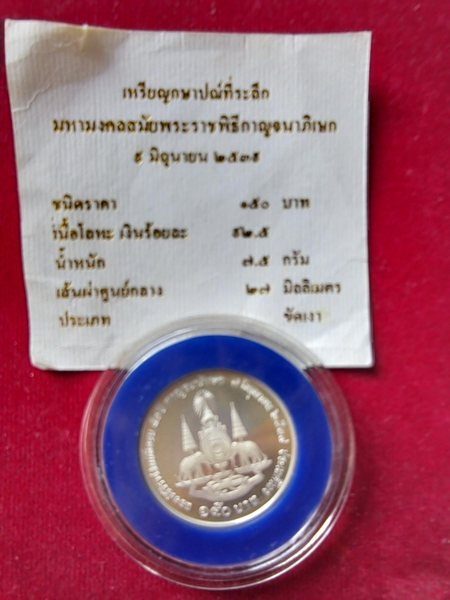 เหรียญกษาปณ์ที่ระลึก
มหามงคลสมัยพระราชพิธีกาญจนาภิเษก
๙ มิถุนายน ๒๕๓๙
ชนิดราคา ๑๕๐ บาท
เนื้อโลหะ เงินร้อยละ ๙๒.๕
น้ำหนัก ๗.๕ กรัม
เส้นผ่าศูนย์กลาง ๒๗ มิลลิเมตร
ประเภท ขัดเงา
๑๕๐ บาท